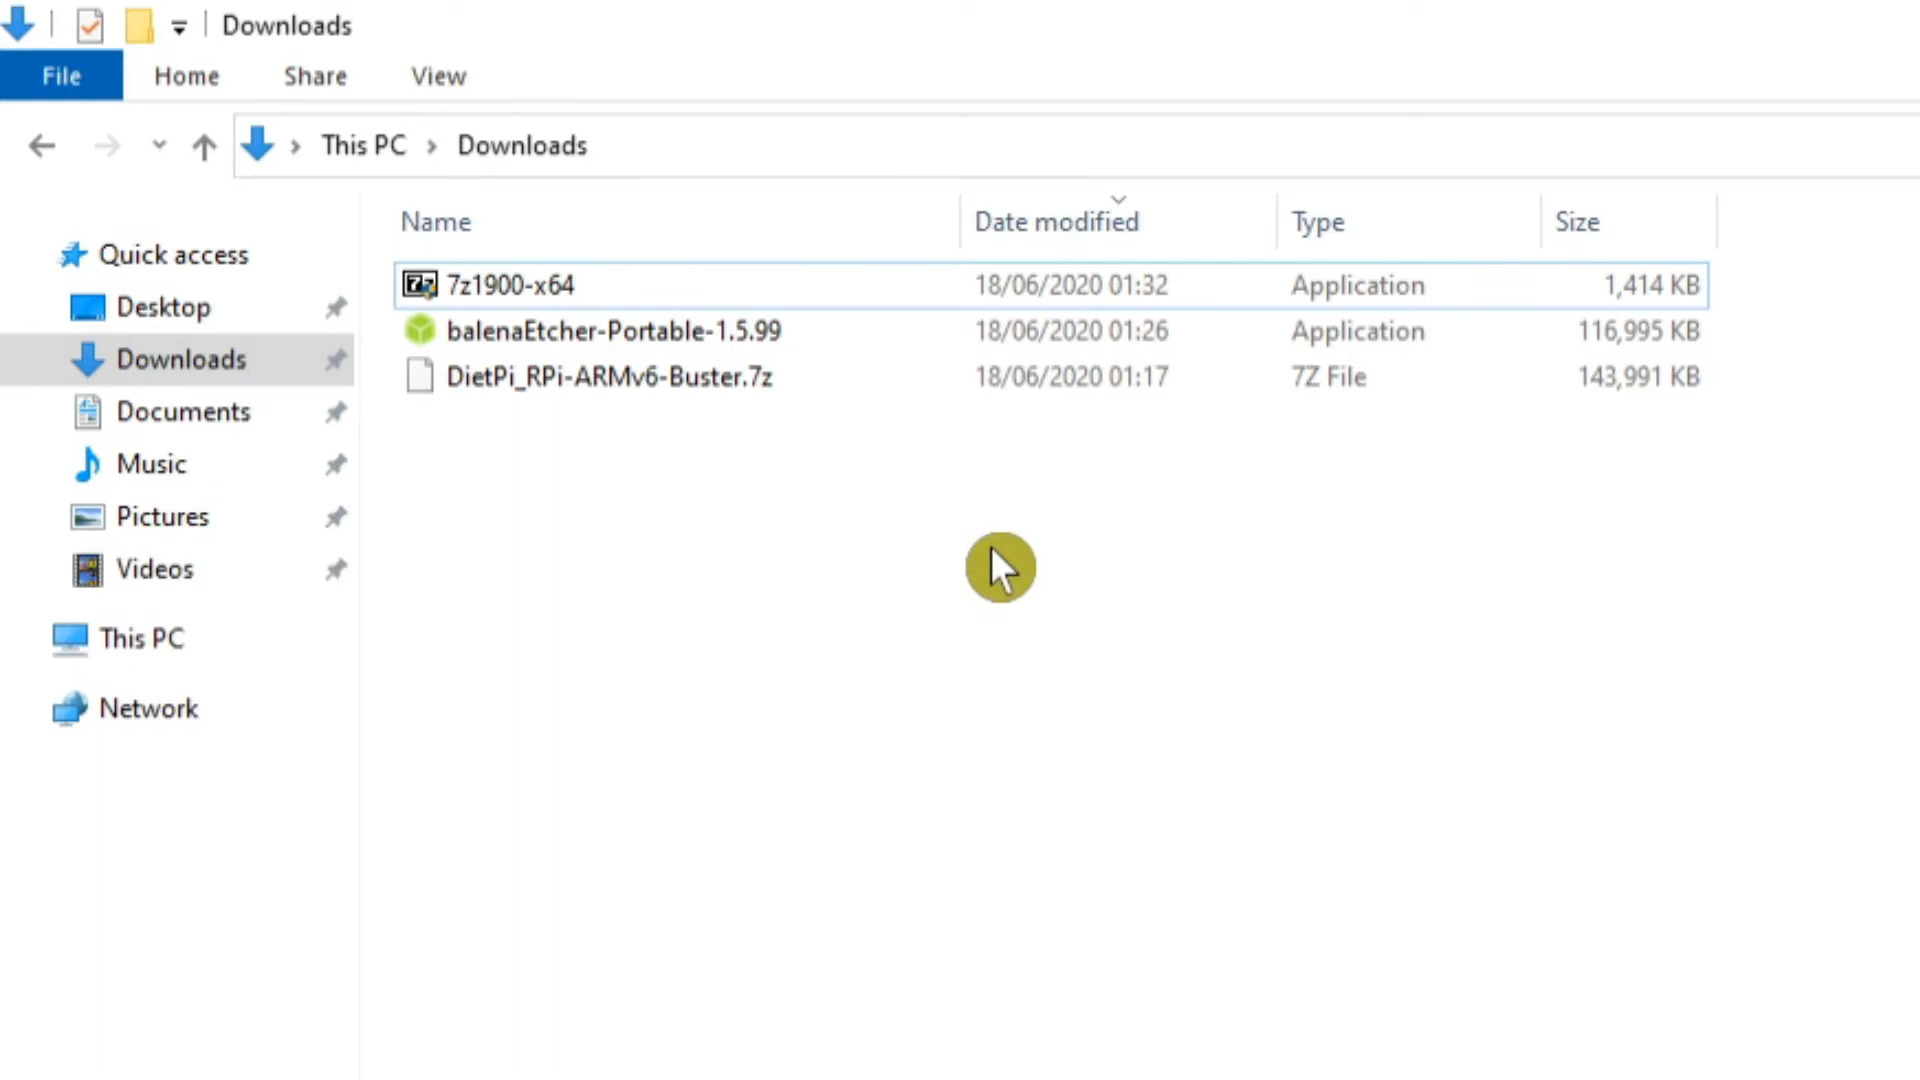 Downloads
File Home Share View
This PC Downloads
Name Date modified Type Size
Quick access
Desktop
Downloads
Documents
Music
Pictures
Videos
This PC
Network
7z1900-x64 18/06/2020 01:32 Application 1,414 KB
balenaEtcher-Portable-1.5.99 18/06/2020 01:26 Application 116,995 KB
DietPi_RPi-ARMv6-Buster.7z 18/06/2020 01:17 7Z File 143,991 KB